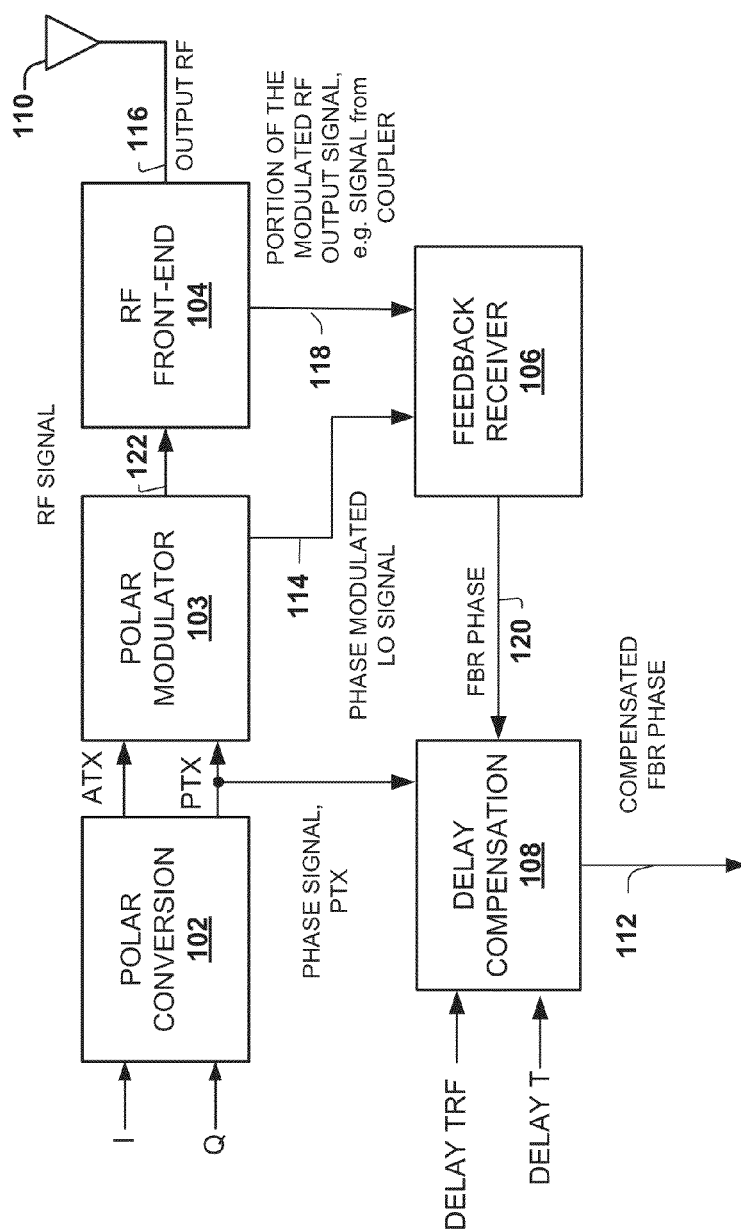 I
Q
POLAR
CONVERSION
102
ATX
PTX
POLAR
MODULATOR
103
RF SIGNAL
122
RF
FRONT-END
104
116
OUTPUT RF
110
PHASE SIGNAL,
PTX
114
PHASE MODULATED
LO SIGNAL
118
PORTION OF THE
MODULATED RF
OUTPUT SIGNAL,
e.g. SIGNAL from
COUPLER
DELAY TRF
DELAY T
DELAY
COMPENSATION
108
FBR PHASE
120
FEEDBACK
RECEIVER
106
112
COMPENSATED
FBR PHASE